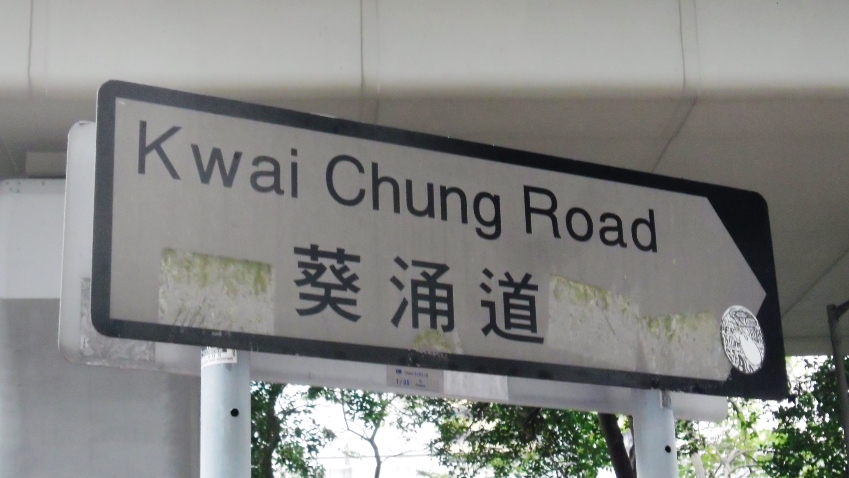 Kwai Chung Road
葵涌道